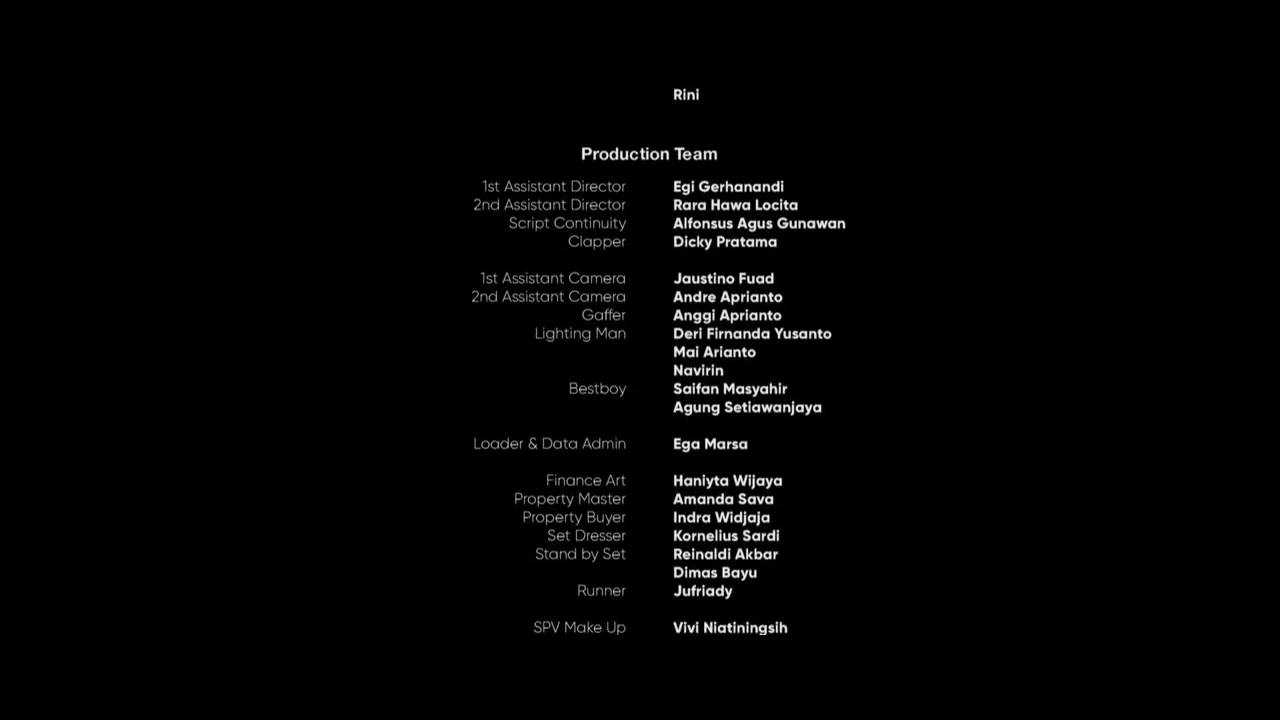 Rini
Production Team
1st Assistant Director Egi Gerhanandi
2nd Assistant Director Rara Hawa Locita
Script Continuity Alfonsus Agus Gunawan
Clapper Dicky Pratama
1st Assistant Camera Jaustino Fuad
2nd Assistant Camera Andre Aprianto
Gaffer Anggi Aprianto
Lighting Man Deri Firnanda Yusanto
Mai Arianto
Navirin
Bestboy Saifan Masyahir
Agung Setiawanjaya
Loader & Data Admin Ega Marsa
Finance Art Haniyta Wijaya
Property Master Amanda Sava
Property Buyer Indra Widjaja
Set Dresser Kornelius Sardi
Stand by Set Reinaldi Akbar
Dimas Bayu
Runner Jufriady
SPV Make Up Vivi Niatiningsih